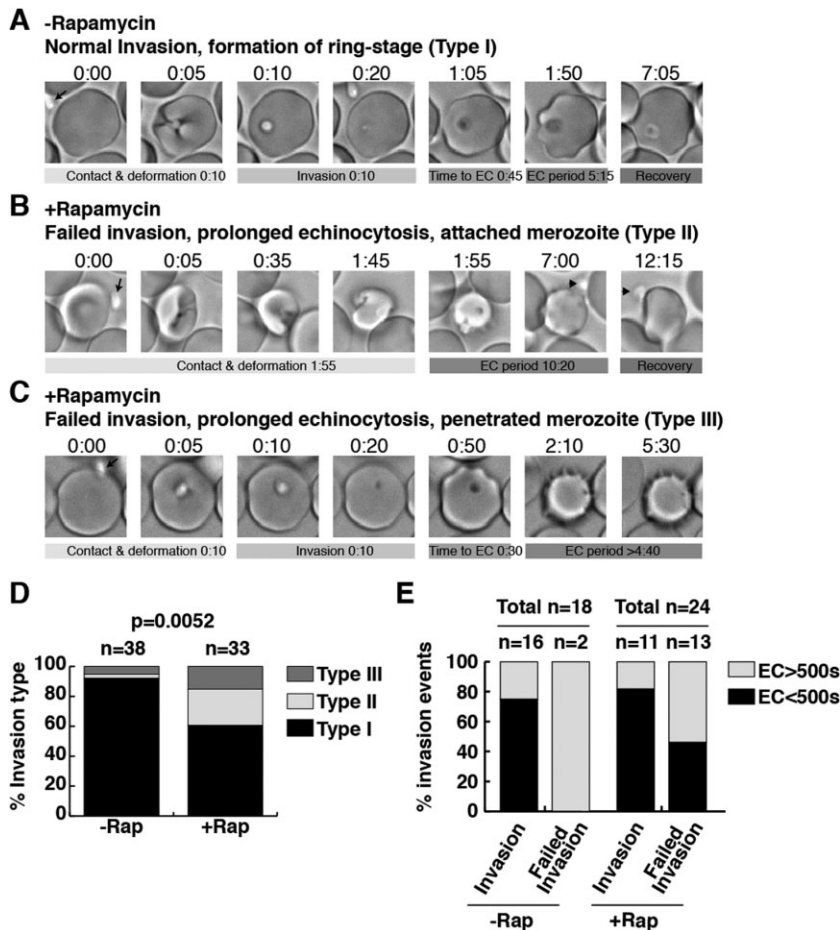 A
-Rapamycin
Normal Invasion, formation of ring-stage (Type I)
0:00 0:05 0:10 0:20 1:05 1:50 7:05
Contact & deformation 0:10 Invasion 0:10 Time to EC 0:45 EC period 5:15 Recovery
B
+Rapamycin
Failed invasion, prolonged echinocytosis, attached merozoite (Type II)
0:00 0:05 0:35 1:45 1:55 7:00 12:15
Contact & deformation 1:55 EC period 10:20 Recovery
C
+Rapamycin
Failed invasion, prolonged echinocytosis, penetrated merozoite (Type III)
0:00 0:05 0:10 0:20 0:50 2:10 5:30
Contact & deformation 0:10 Invasion 0:10 Time to EC 0:30 EC period >4:40
D
p=0.0052
n=38 n=33
% Invasion type
100
80
60
40
20
0
-Rap +Rap
Type III
Type II
Type I
E
Total n=18 Total n=24
n=16 n=2 n=11 n=13
% invasion events
100
80
60
40
20
0
EC>500s
EC<500s
Invasion
Failed
Invasion
Invasion
Failed
Invasion
-Rap +Rap